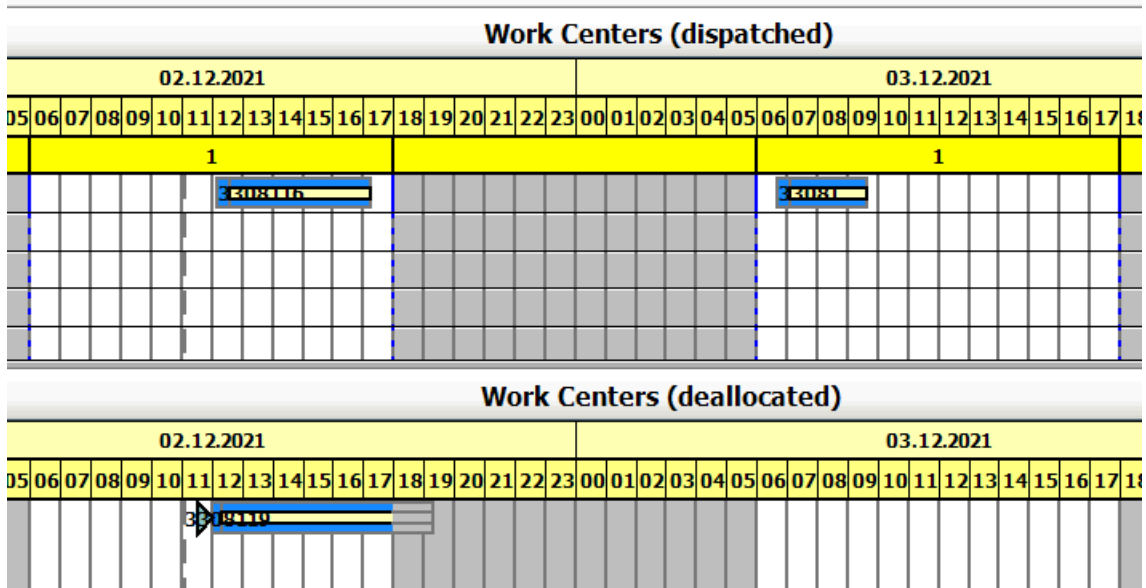 Work Centers (dispatched)
02.12.2021 03.12.2021
05 06 07 08 09 10 11 12 13 14 15 16 17 18 19 20 21 22 23 00 01 02 03 04 05 06 07 08 09 10 11 12 13 14 15 16 17 18
1 1
3308116 33081
Work Centers (deallocated)
02.12.2021 03.12.2021
05 06 07 08 09 10 11 12 13 14 15 16 17 18 19 20 21 22 23 00 01 02 03 04 05 06 07 08 09 10 11 12 13 14 15 16 17 18
3308119